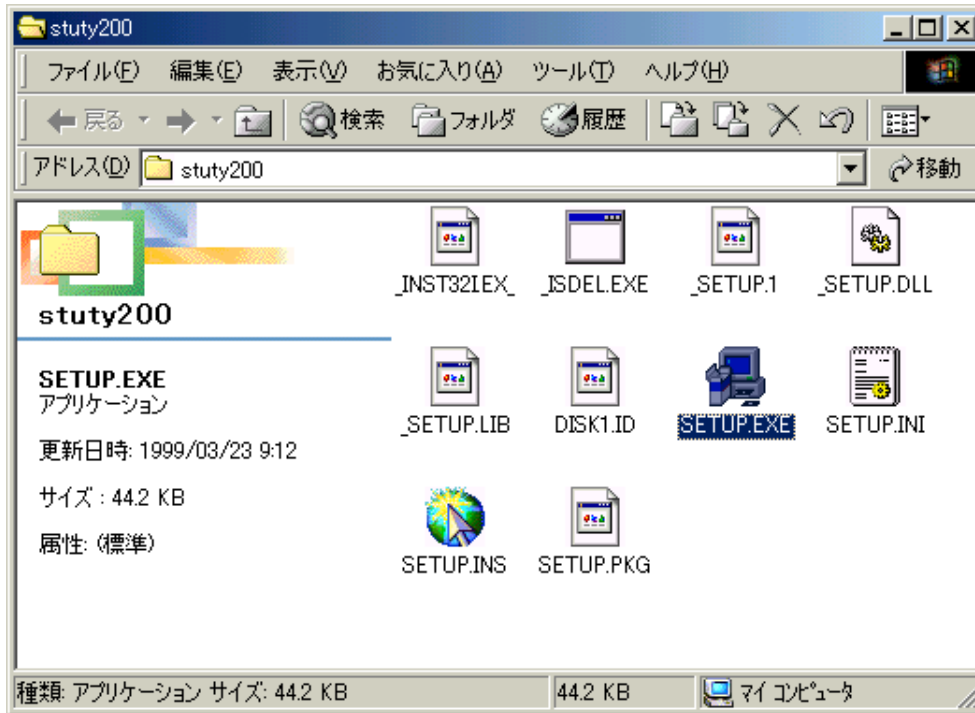 stuty200
ファイル(F) 編集(E) 表示(V) お気に入り(A) ツール(T) ヘルプ(H)
戻る 検索 フォルダ 履歴
アドレス(D) stuty200 移動
stuty200
SETUP.EXE
アプリケーション
更新日時: 1999/03/23 9:12
サイズ : 44.2 KB
属性: (標準)
_INST32I.EX_ _ISDEL.EXE _SETUP.1 _SETUP.DLL
_SETUP.LIB DISK1.ID SETUP.EXE SETUP.INI
SETUP.INS SETUP.PKG
種類: アプリケーション サイズ: 44.2 KB 44.2 KB マイ コンピュータ